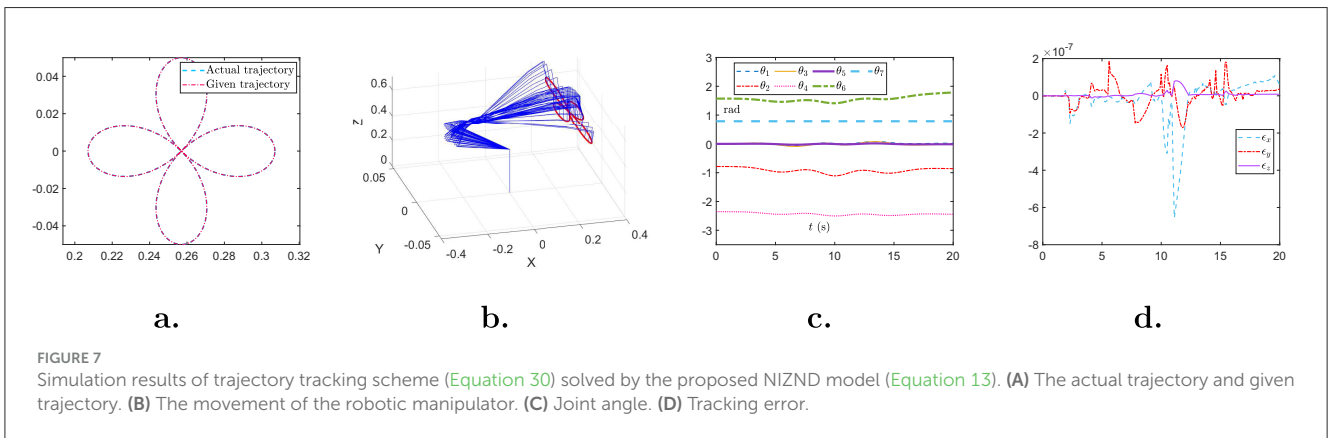 0.04
0.02
0
-0.02
-0.04
0.2 0.22 0.24 0.26 0.28 0.3 0.32
Actual trajectory
Given trajectory
a.
Z
0.6
0.4
0.2
0
0.05
0
-0.05
Y
-0.4 -0.2 0 0.2 0.4
X
b.
3
2
1
0
-1
-2
-3
θ1 θ3 θ5 θ7
θ2 θ4 θ6
rad
t (s)
0 5 10 15 20
c.
×10-7
2
0
-2
-4
-6
-8
ϵx
ϵy
ϵz
0 5 10 15 20
d.
FIGURE 7
Simulation results of trajectory tracking scheme (Equation 30) solved by the proposed NIZND model (Equation 13). (A) The actual trajectory and given
trajectory. (B) The movement of the robotic manipulator. (C) Joint angle. (D) Tracking error.